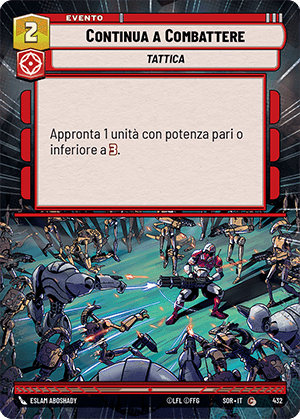 2
EVENTO
CONTINUA A COMBATTERE
TATTICA
Appronta 1 unità con potenza pari o
inferiore a 3.
ESLAM ABOSHADY
©LFL ©FFG
SOR • IT C 432